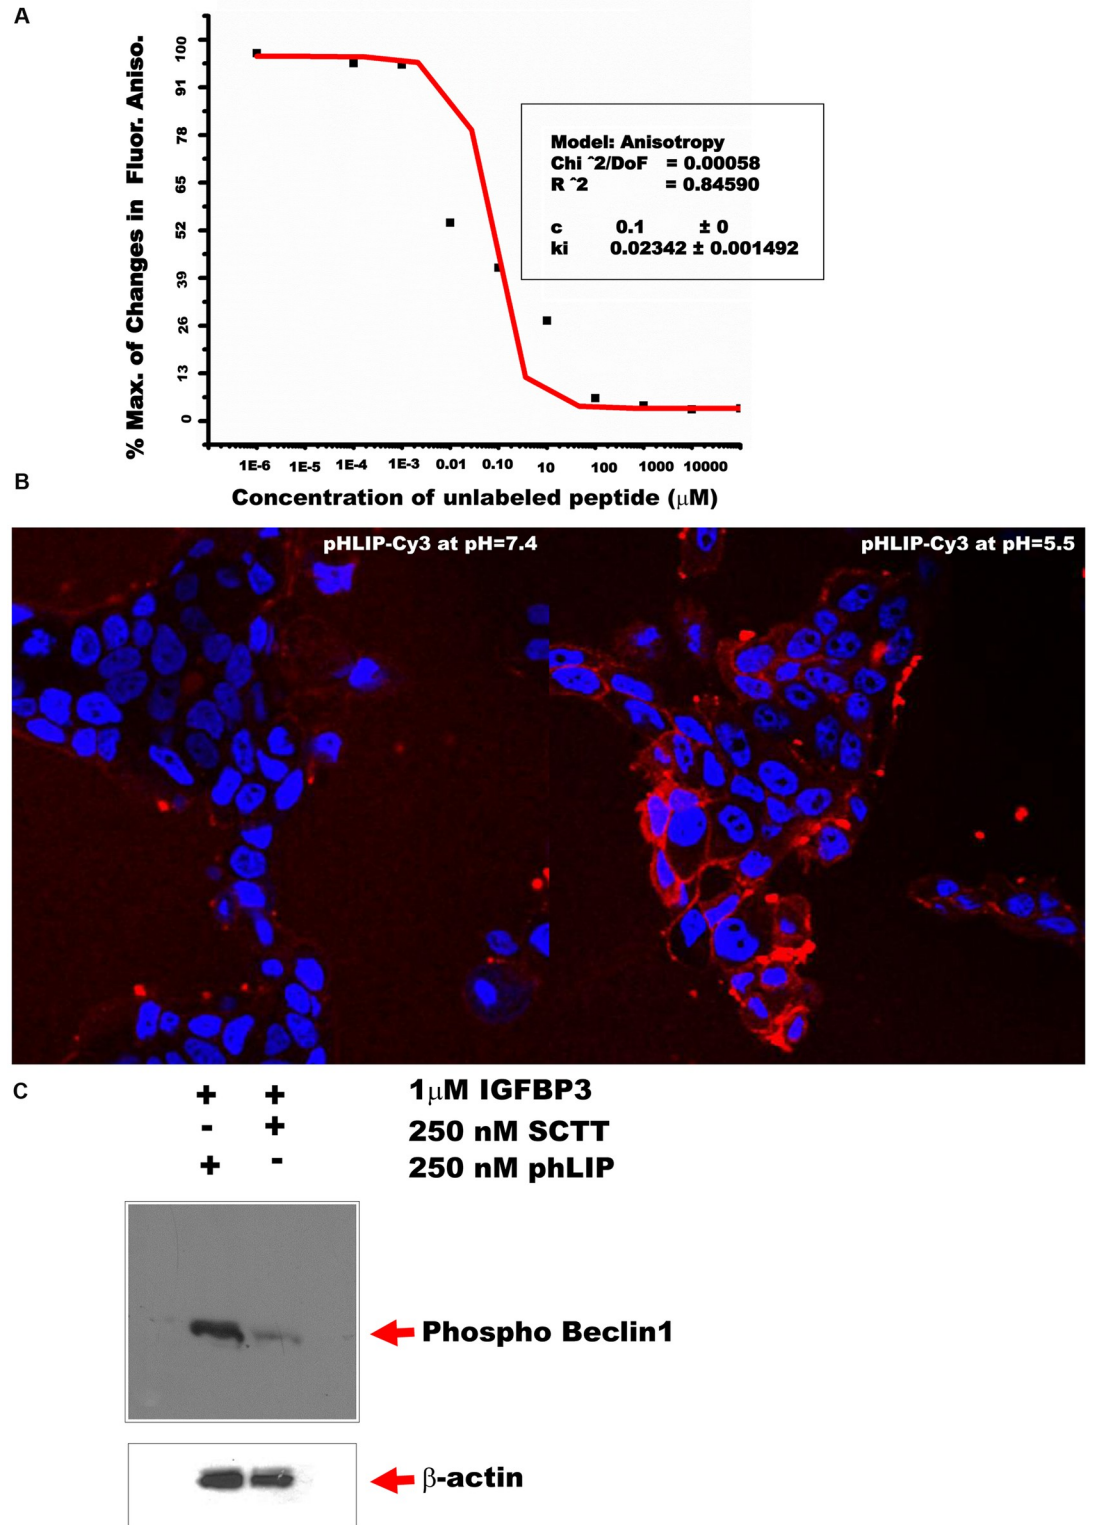 A
% Max. of Changes in Fluor. Aniso.
100
91
78
65
52
39
26
13
0
Model: Anisotropy
Chi ^2/DoF = 0.00058
R ^2 = 0.84590
c 0.1 ± 0
ki 0.02342 ± 0.001492
1E-6 1E-5 1E-4 1E-3 0.01 0.10 10 100 1000 10000
Concentration of unlabeled peptide (μM)
B
pHLIP-Cy3 at pH=7.4
pHLIP-Cy3 at pH=5.5
C
+ + 1μM IGFBP3
- + 250 nM SCTT
+ - 250 nM phLIP
Phospho Beclin1
β-actin